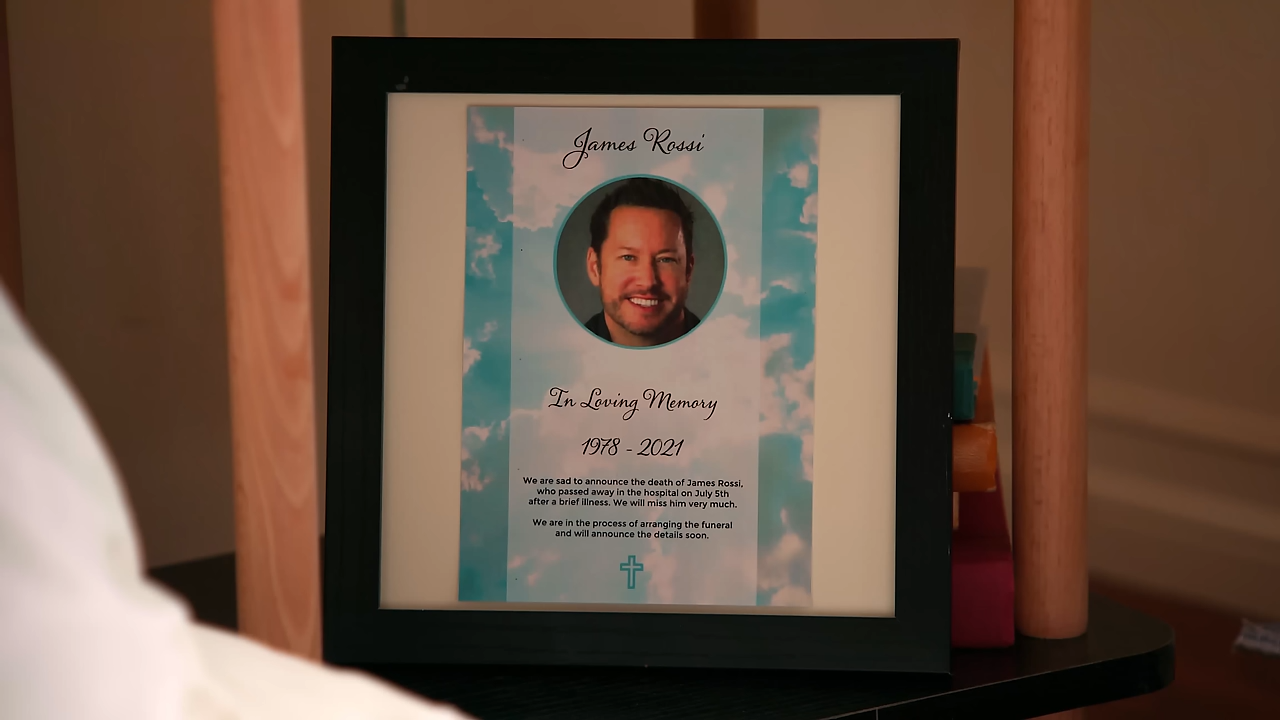 James Rossi
In Loving Memory
1978 - 2021
We are sad to announce the death of James Rossi,
who passed away in the hospital on July 5th
after a brief illness. We will miss him very much.
We are in the process of arranging the funeral
and will announce the details soon.